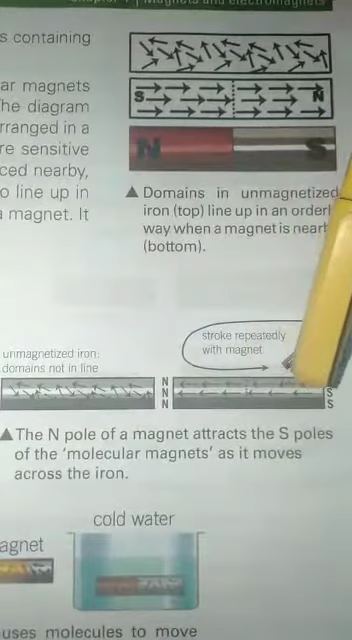 Magnets and electromagnets
s containing
ar magnets
he diagram
rranged in a
re sensitive
ced nearby,
o line up in
a magnet. It
S N
N S
▲ Domains in unmagnetized
iron (top) line up in an orderl
way when a magnet is near
(bottom).
stroke repeatedly
with magnet
unmagnetized iron:
domains not in line
N
N
N
S
S
▲The N pole of a magnet attracts the S poles
of the 'molecular magnets' as it moves
across the iron.
cold water
agnet
uses molecules to move